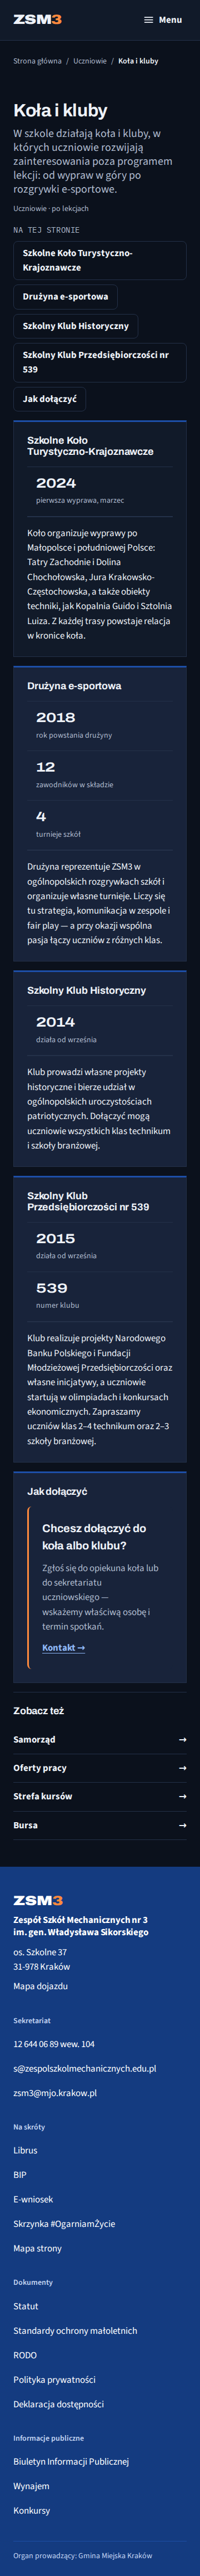 ZSM3
Menu
Strona główna / Uczniowie / Koła i kluby
Koła i kluby
W szkole działają koła i kluby, w
których uczniowie rozwijają
zainteresowania poza programem
lekcji: od wypraw w góry po
rozgrywki e-sportowe.
Uczniowie · po lekcjach
NA TEJ STRONIE
Szkolne Koło Turystyczno-
Krajoznawcze
Drużyna e-sportowa
Szkolny Klub Historyczny
Szkolny Klub Przedsiębiorczości nr
539
Jak dołączyć
Szkolne Koło
Turystyczno-Krajoznawcze
2024
pierwsza wyprawa, marzec
Koło organizuje wyprawy po
Małopolsce i południowej Polsce:
Tatry Zachodnie i Dolina
Chochołowska, Jura Krakowsko-
Częstochowska, a także obiekty
techniki, jak Kopalnia Guido i Sztolnia
Luiza. Z każdej trasy powstaje relacja
w kronice koła.
Drużyna e-sportowa
2018
rok powstania drużyny
12
zawodników w składzie
4
turnieje szkół
Drużyna reprezentuje ZSM3 w
ogólnopolskich rozgrywkach szkół i
organizuje własne turnieje. Liczy się
tu strategia, komunikacja w zespole i
fair play — a przy okazji wspólna
pasja łączy uczniów z różnych klas.
Szkolny Klub Historyczny
2014
działa od września
Klub prowadzi własne projekty
historyczne i bierze udział w
ogólnopolskich uroczystościach
patriotycznych. Dołączyć mogą
uczniowie wszystkich klas technikum
i szkoły branżowej.
Szkolny Klub
Przedsiębiorczości nr 539
2015
działa od września
539
numer klubu
Klub realizuje projekty Narodowego
Banku Polskiego i Fundacji
Młodzieżowej Przedsiębiorczości oraz
własne inicjatywy, a uczniowie
startują w olimpiadach i konkursach
ekonomicznych. Zapraszamy
uczniów klas 2–4 technikum oraz 2–3
szkoły branżowej.
Jak dołączyć
Chcesz dołączyć do
koła albo klubu?
Zgłoś się do opiekuna koła lub
do sekretariatu
uczniowskiego —
wskażemy właściwą osobę i
termin spotkań.
Kontakt →
Zobacz też
Samorząd →
Oferty pracy →
Strefa kursów →
Bursa →
ZSM3
Zespół Szkół Mechanicznych nr 3
im. gen. Władysława Sikorskiego
os. Szkolne 37
31-978 Kraków
Mapa dojazdu
Sekretariat
12 644 06 89 wew. 104
s@zespolszkolmechanicznych.edu.pl
zsm3@mjo.krakow.pl
Na skróty
Librus
BIP
E-wniosek
Skrzynka #OgarniamŻycie
Mapa strony
Dokumenty
Statut
Standardy ochrony małoletnich
RODO
Polityka prywatności
Deklaracja dostępności
Informacje publiczne
Biuletyn Informacji Publicznej
Wynajem
Konkursy
Organ prowadzący: Gmina Miejska Kraków